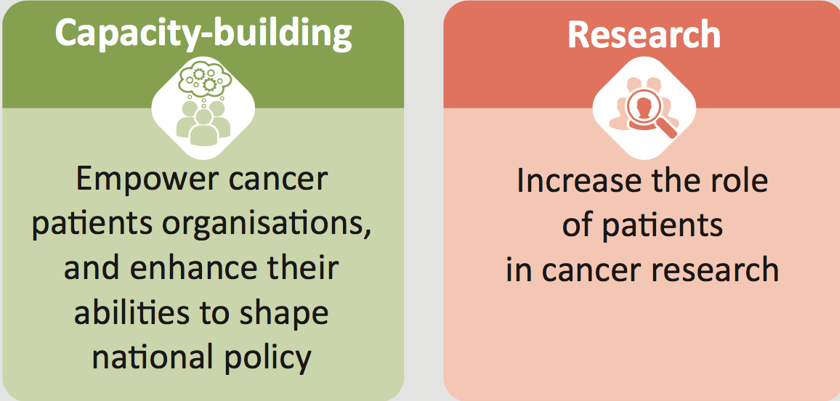 Capacity-building
Empower cancer
patients organisations,
and enhance their
abilities to shape
national policy
Research
Increase the role
of patients
in cancer research